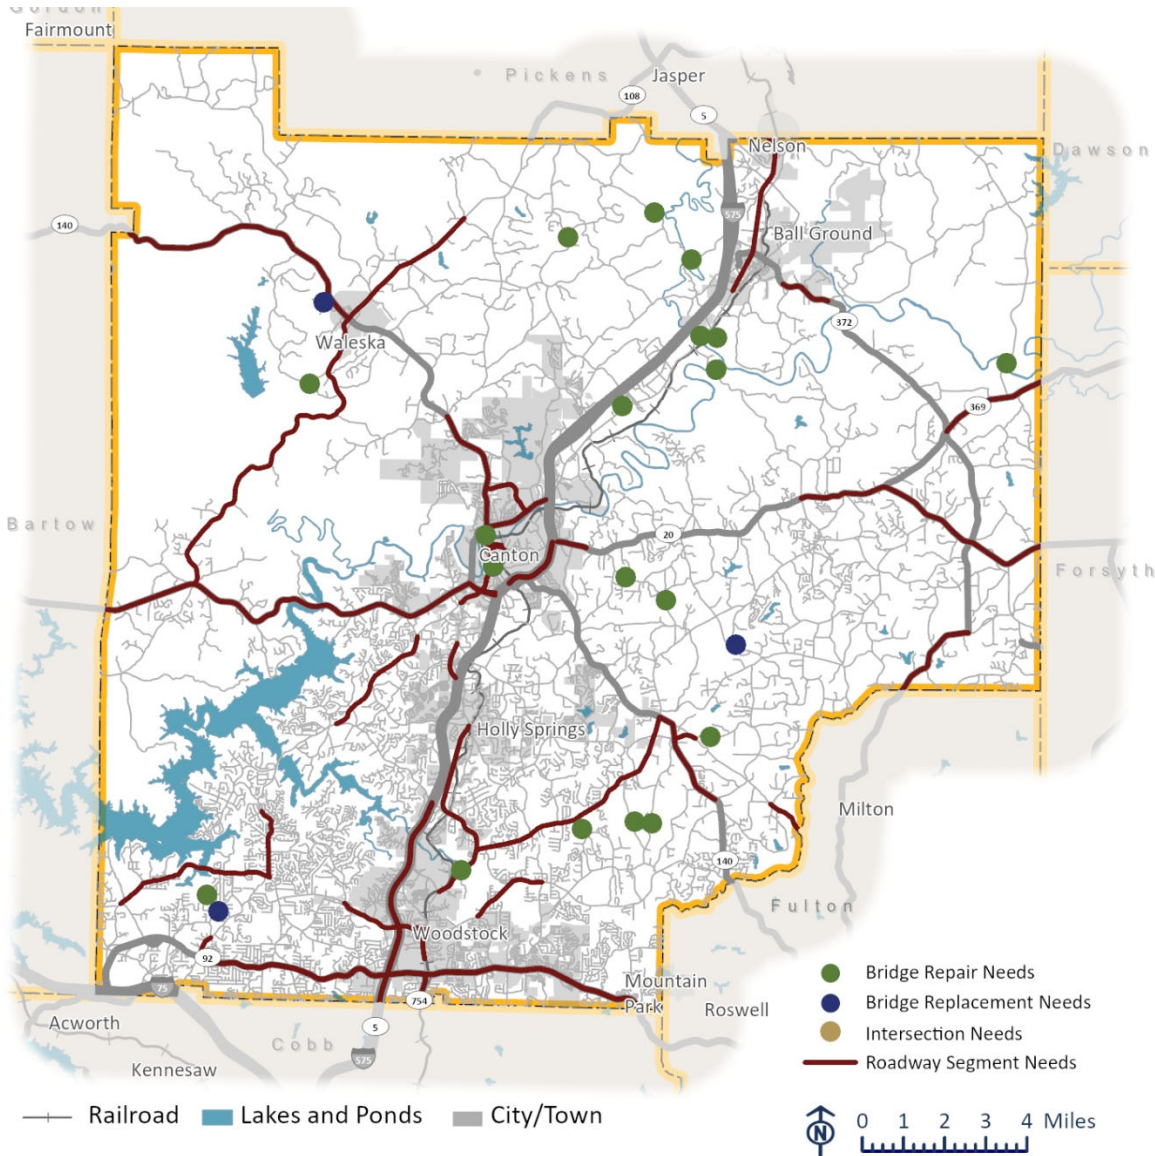 Gordon
Fairmount
Pickens
Jasper
108
5
Nelson
Dawson
140
575
Ball Ground
372
Waleska
369
Bartow
20
Canton
Forsyth
Holly Springs
Milton
140
Fulton
Woodstock
92
Mountain
Park
75
754
Roswell
Acworth
5
Cobb
575
Kennesaw
Bridge Repair Needs
Bridge Replacement Needs
Intersection Needs
Roadway Segment Needs
Railroad
Lakes and Ponds
City/Town
N
0 1 2 3 4 Miles